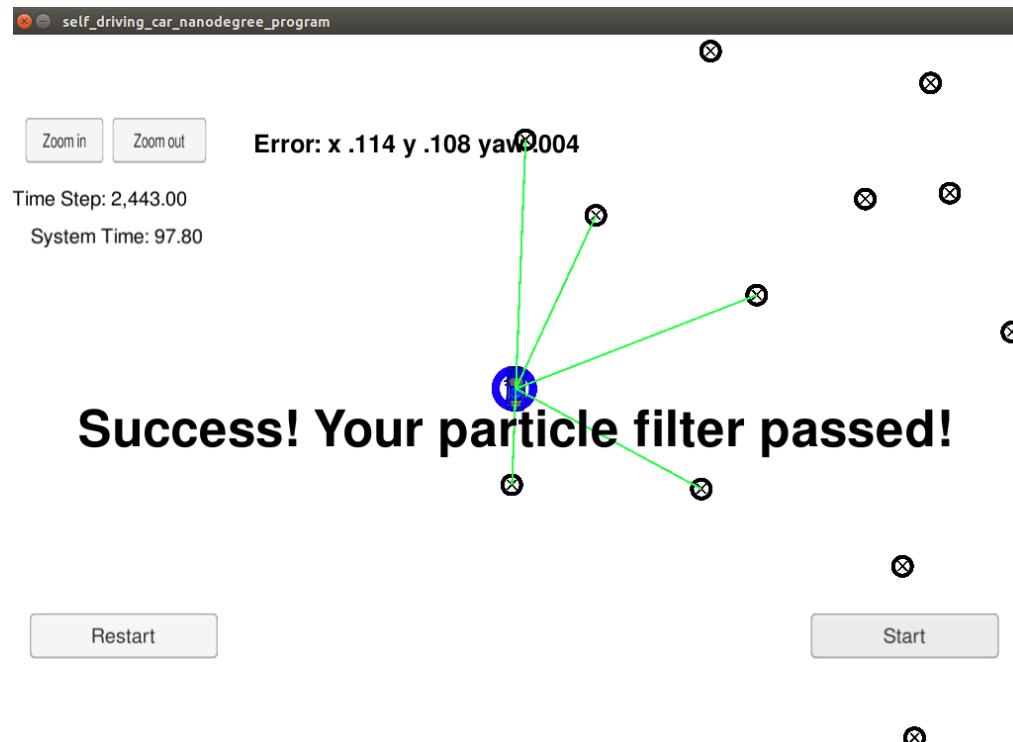 self_driving_car_nanodegree_program
Zoom in
Zoom out
Error: x .114 y .108 yaw .004
Time Step: 2,443.00
System Time: 97.80
Success! Your particle filter passed!
Restart
Start